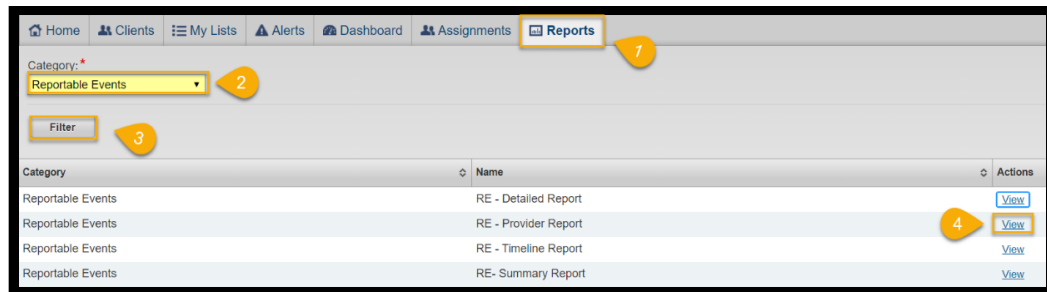 Home Clients My Lists Alerts Dashboard Assignments Reports
1
Category:*
Reportable Events
2
Filter
3
Category Name Actions
Reportable Events RE - Detailed Report View
Reportable Events RE - Provider Report 4 View
Reportable Events RE - Timeline Report View
Reportable Events RE- Summary Report View